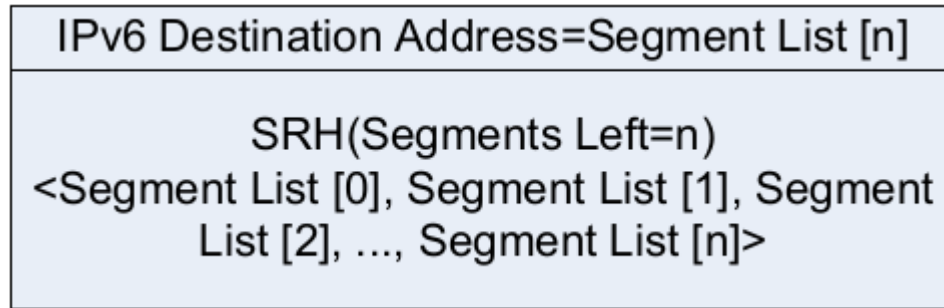 IPv6 Destination Address=Segment List [n]
SRH(Segments Left=n)
<Segment List [0], Segment List [1], Segment
List [2], ..., Segment List [n]>